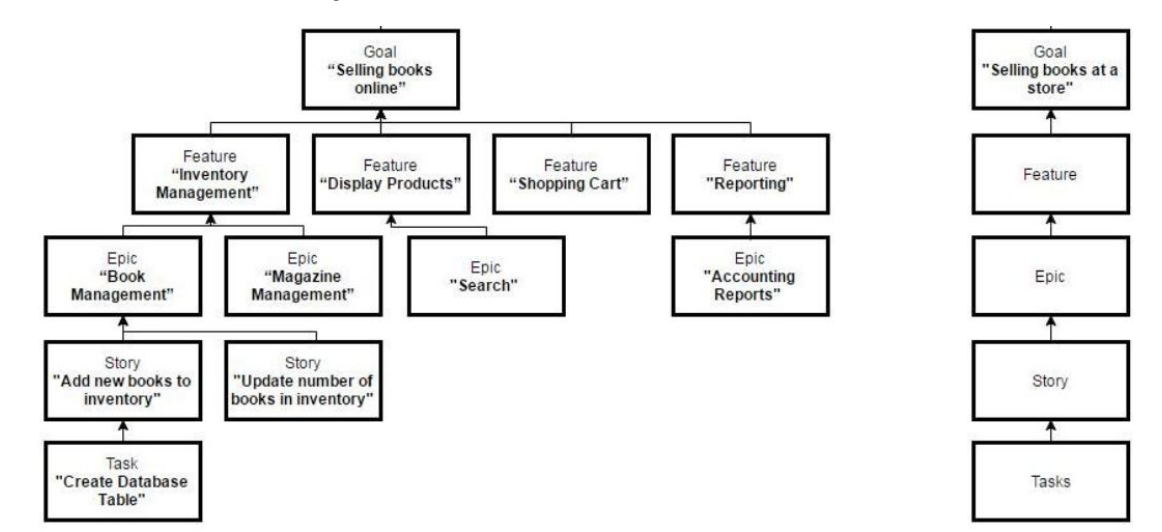 Goal
“Selling books
online”
Goal
"Selling books at a
store"
Feature
“Inventory
Management”
Feature
“Display Products”
Feature
“Shopping Cart”
Feature
"Reporting"
Feature
Epic
“Book
Management”
Epic
“Magazine
Management”
Epic
"Search"
Epic
"Accounting
Reports"
Epic
Story
"Add new books to
inventory"
Story
"Update number of
books in inventory"
Story
Task
"Create Database
Table"
Tasks